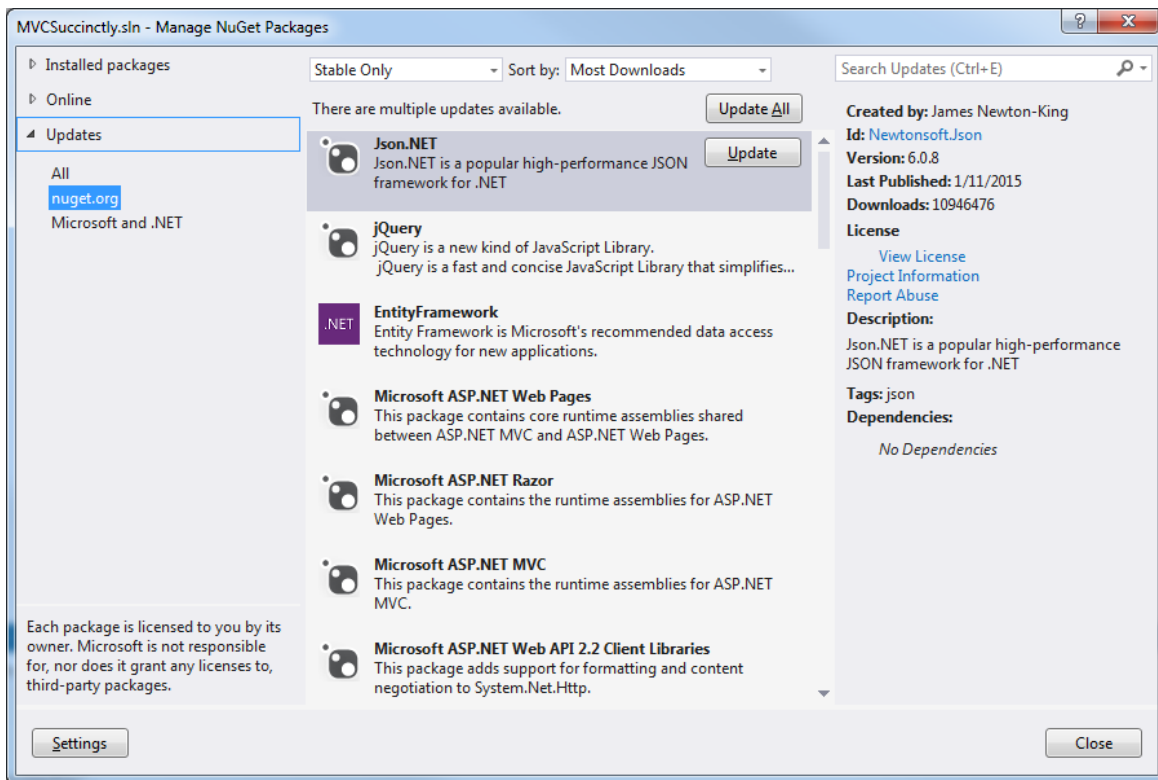 MVCSuccinctly.sln - Manage NuGet Packages
Installed packages
Online
Updates
All
nuget.org
Microsoft and .NET
Each package is licensed to you by its
owner. Microsoft is not responsible
for, nor does it grant any licenses to,
third-party packages.
Settings
Stable Only
Sort by: Most Downloads
There are multiple updates available.
Update All
Json.NET
Json.NET is a popular high-performance JSON
framework for .NET
Update
jQuery
jQuery is a new kind of JavaScript Library.
jQuery is a fast and concise JavaScript Library that simplifies...
.NET
EntityFramework
Entity Framework is Microsoft's recommended data access
technology for new applications.
Microsoft ASP.NET Web Pages
This package contains core runtime assemblies shared
between ASP.NET MVC and ASP.NET Web Pages.
Microsoft ASP.NET Razor
This package contains the runtime assemblies for ASP.NET
Web Pages.
Microsoft ASP.NET MVC
This package contains the runtime assemblies for ASP.NET
MVC.
Microsoft ASP.NET Web API 2.2 Client Libraries
This package adds support for formatting and content
negotiation to System.Net.Http.
Search Updates (Ctrl+E)
Created by: James Newton-King
Id: Newtonsoft.Json
Version: 6.0.8
Last Published: 1/11/2015
Downloads: 10946476
License
View License
Project Information
Report Abuse
Description:
Json.NET is a popular high-performance
JSON framework for .NET
Tags: json
Dependencies:
No Dependencies
Close